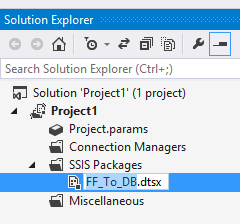 Solution Explorer
Search Solution Explorer (Ctrl+;)
Solution 'Project1' (1 project)
Project1
Project.params
Connection Managers
SSIS Packages
FF_To_DB.dtsx
Miscellaneous